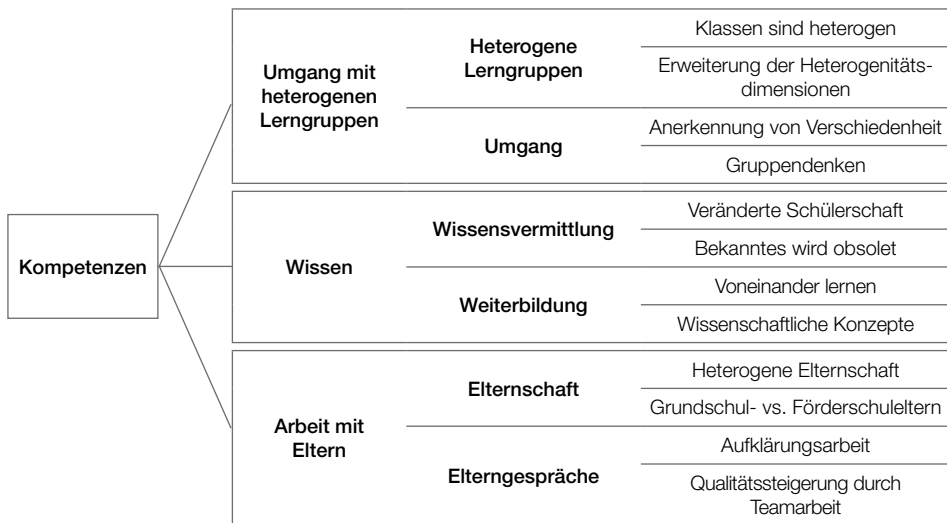 Kompetenzen
Umgang mit
heterogenen
Lerngruppen
Heterogene
Lerngruppen
Klassen sind heterogen
Erweiterung der Heterogenitäts-
dimensionen
Umgang
Anerkennung von Verschiedenheit
Gruppendenken
Wissen
Wissensvermittlung
Veränderte Schülerschaft
Bekanntes wird obsolet
Weiterbildung
Voneinander lernen
Wissenschaftliche Konzepte
Arbeit mit
Eltern
Elternschaft
Heterogene Elternschaft
Grundschul- vs. Förderschuleltern
Elterngespräche
Aufklärungsarbeit
Qualitätssteigerung durch
Teamarbeit